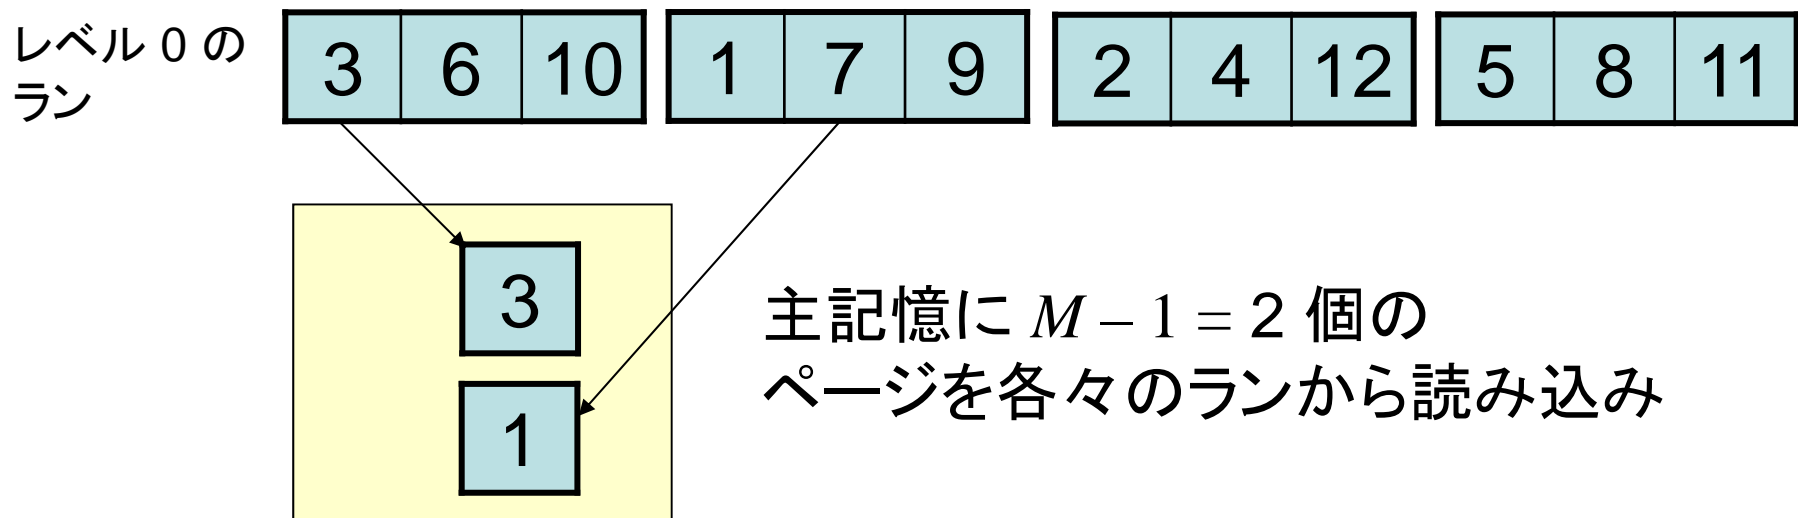 レベル 0 の
ラン
3 6 10 1 7 9 2 4 12 5 8 11
3
1
主記憶に M – 1 = 2 個の
ページを各々のランから読み込み